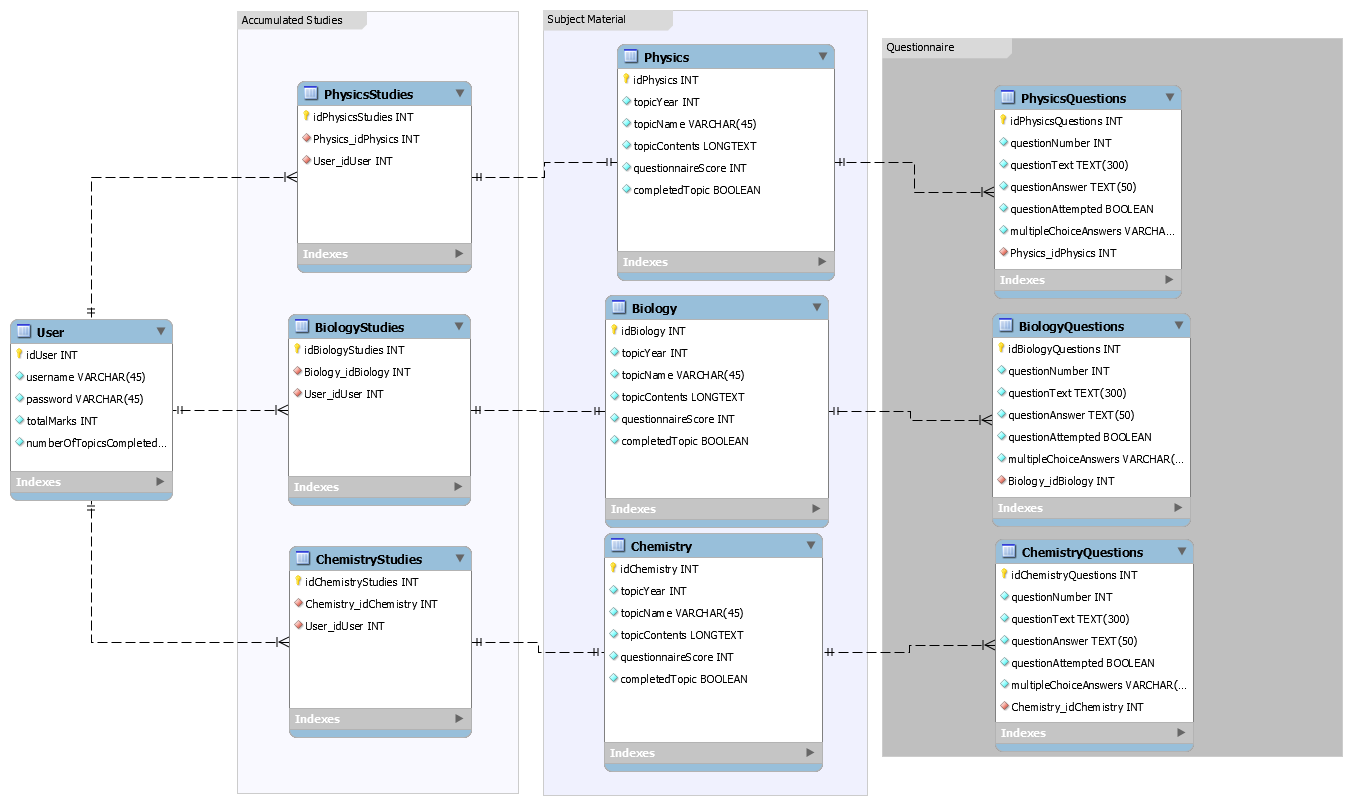 Accumulated Studies
Subject Material
Questionnaire
User
idUser INT
username VARCHAR(45)
password VARCHAR(45)
totalMarks INT
numberOfTopicsCompleted...
Indexes
PhysicsStudies
idPhysicsStudies INT
Physics_idPhysics INT
User_idUser INT
Indexes
BiologyStudies
idBiologyStudies INT
Biology_idBiology INT
User_idUser INT
Indexes
ChemistryStudies
idChemistryStudies INT
Chemistry_idChemistry INT
User_idUser INT
Indexes
Physics
idPhysics INT
topicYear INT
topicName VARCHAR(45)
topicContents LONGTEXT
questionnaireScore INT
completedTopic BOOLEAN
Indexes
Biology
idBiology INT
topicYear INT
topicName VARCHAR(45)
topicContents LONGTEXT
questionnaireScore INT
completedTopic BOOLEAN
Indexes
Chemistry
idChemistry INT
topicYear INT
topicName VARCHAR(45)
topicContents LONGTEXT
questionnaireScore INT
completedTopic BOOLEAN
Indexes
PhysicsQuestions
idPhysicsQuestions INT
questionNumber INT
questionText TEXT(300)
questionAnswer TEXT(50)
questionAttempted BOOLEAN
multipleChoiceAnswers VARCHA...
Physics_idPhysics INT
Indexes
BiologyQuestions
idBiologyQuestions INT
questionNumber INT
questionText TEXT(300)
questionAnswer TEXT(50)
questionAttempted BOOLEAN
multipleChoiceAnswers VARCHAR(...
Biology_idBiology INT
Indexes
ChemistryQuestions
idChemistryQuestions INT
questionNumber INT
questionText TEXT(300)
questionAnswer TEXT(50)
questionAttempted BOOLEAN
multipleChoiceAnswers VARCHAR(...
Chemistry_idChemistry INT
Indexes